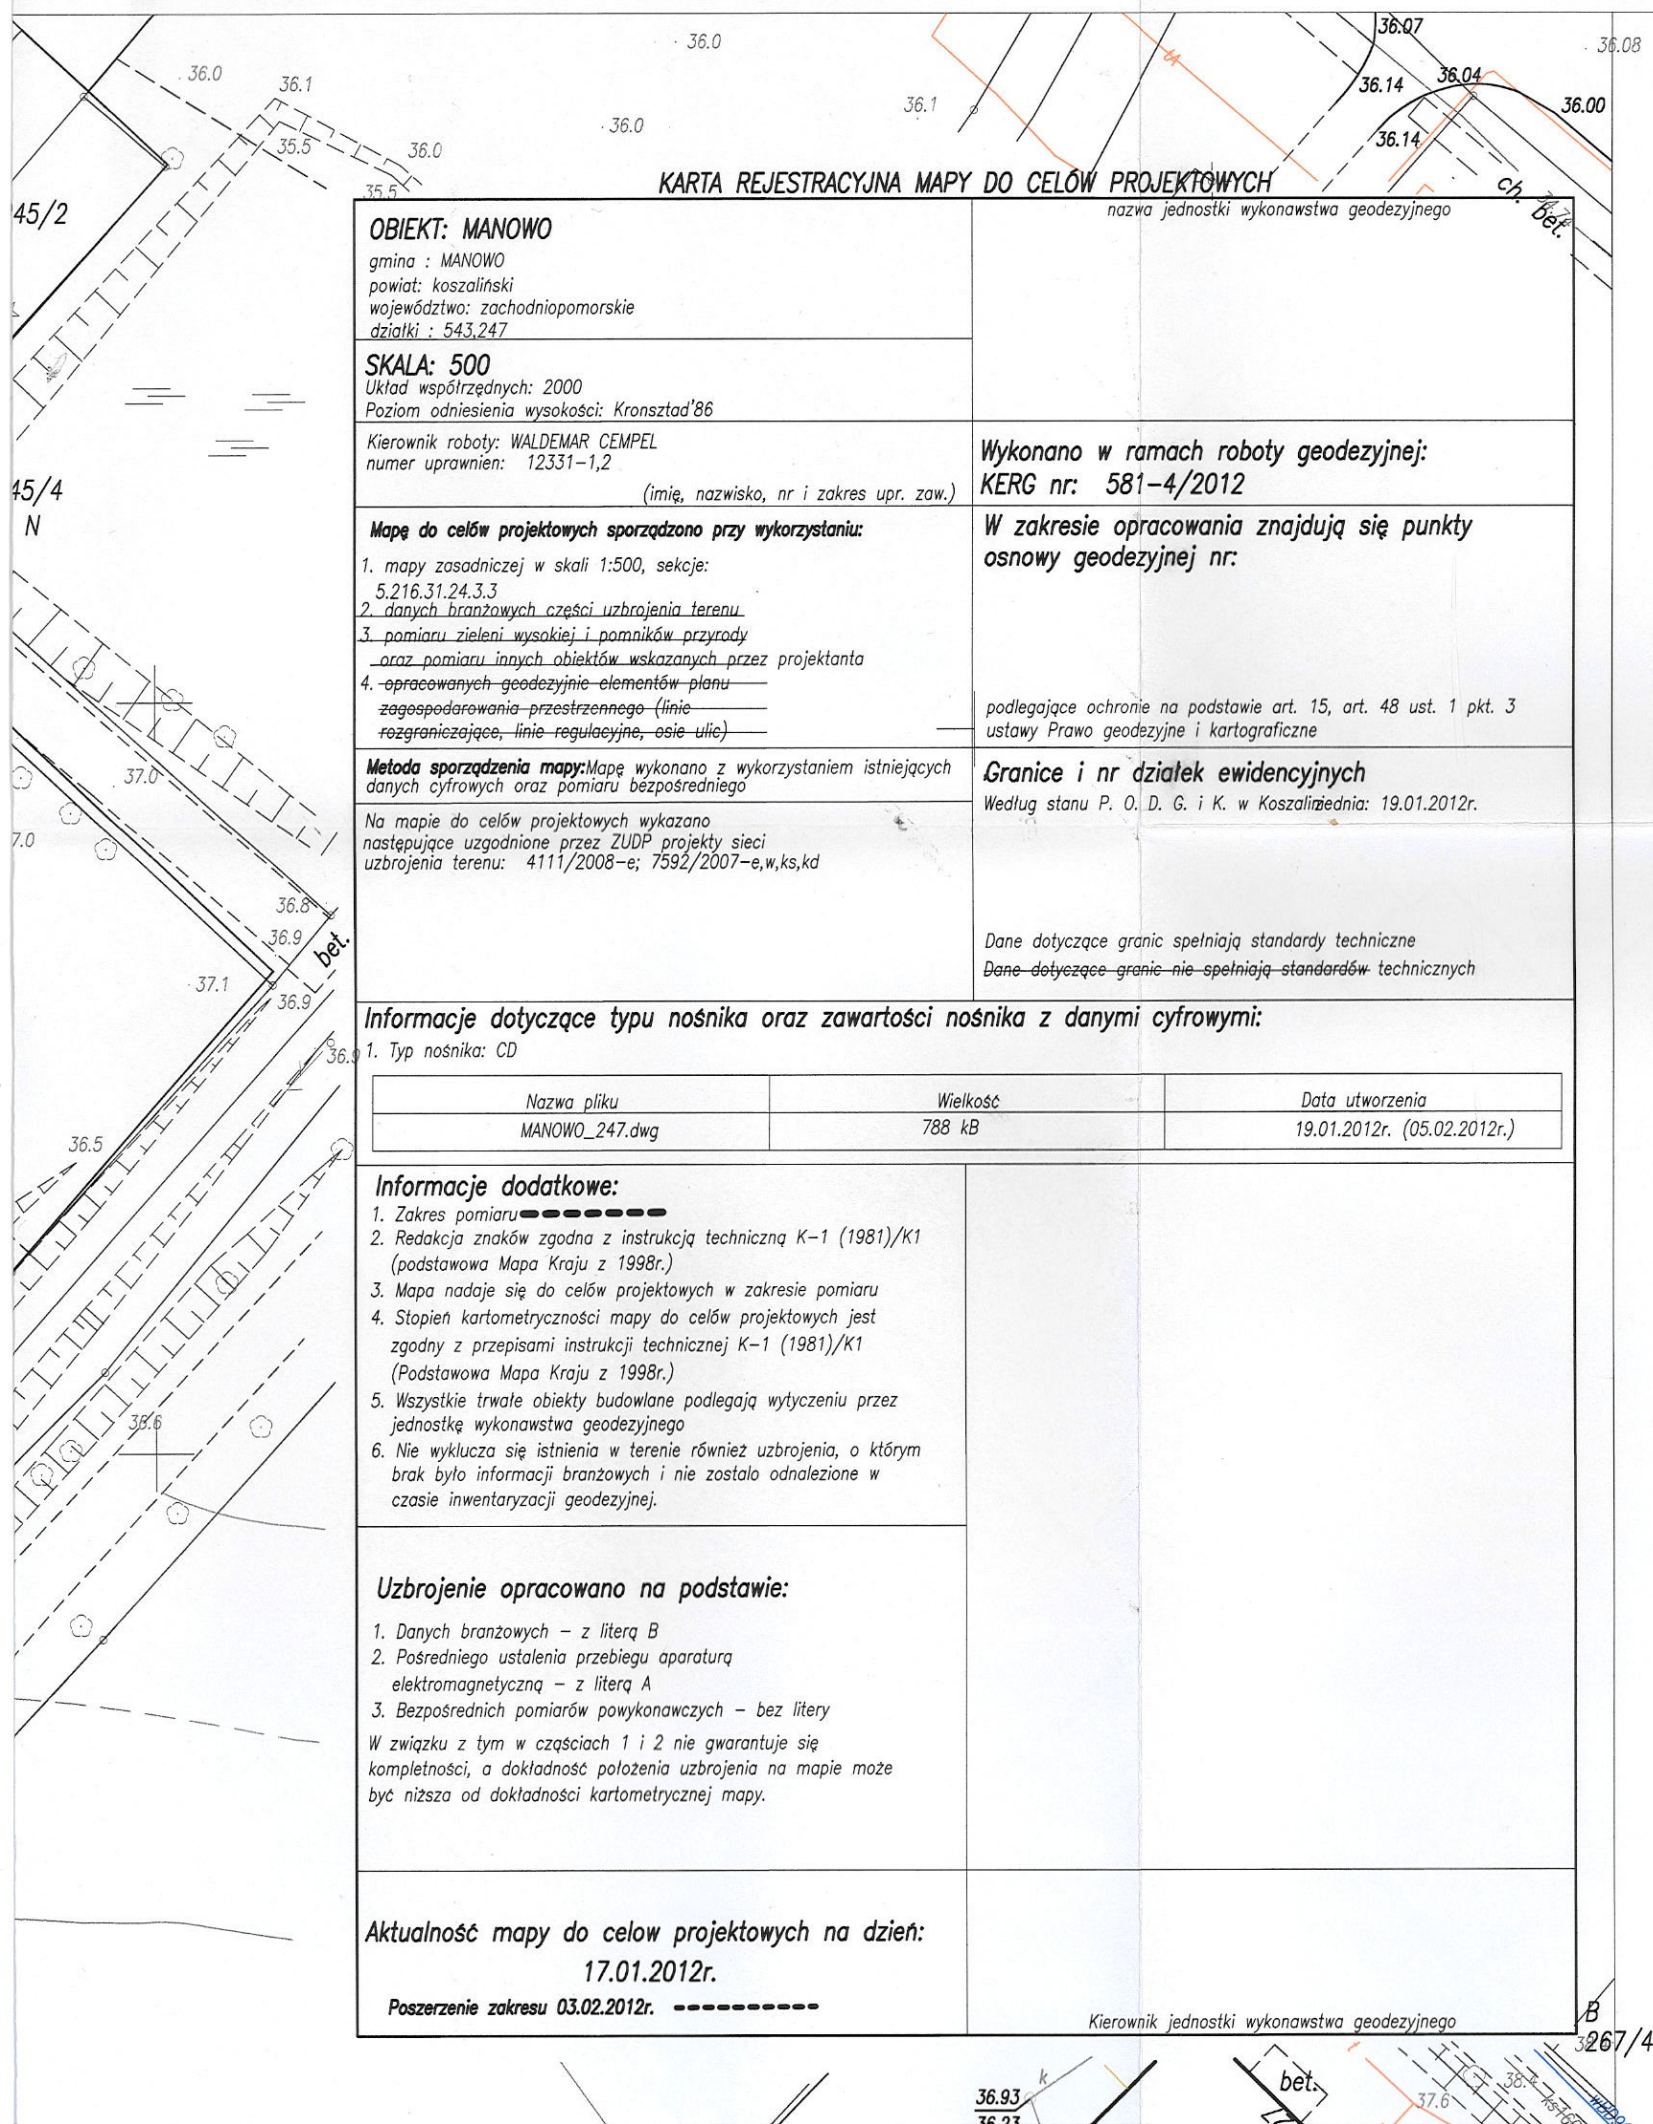 36.0
36.07
36.08
36.0
36.1
36.14
36.04
36.1
36.00
36.0
35.5
36.0
36.14
35.5
KARTA REJESTRACYJNA MAPY DO CELÓW PROJEKTOWYCH
ch. bet.
45/2
nazwa jednostki wykonawstwa geodezyjnego
OBIEKT: MANOWO
gmina : MANOWO
powiat: koszaliński
województwo: zachodniopomorskie
działki : 543,247
SKALA: 500
Układ współrzędnych: 2000
Poziom odniesienia wysokości: Kronsztad'86
Kierownik roboty: WALDEMAR CEMPEL
numer uprawnien: 12331-1,2
(imię, nazwisko, nr i zakres upr. zaw.)
Wykonano w ramach roboty geodezyjnej:
KERG nr: 581-4/2012
45/4
N
Mapę do celów projektowych sporządzono przy wykorzystaniu:
1. mapy zasadniczej w skali 1:500, sekcje:
5.216.31.24.3.3
2. danych branżowych części uzbrojenia terenu
3. pomiaru zieleni wysokiej i pomników przyrody
oraz pomiaru innych obiektów wskazanych przez projektanta
4. opracowanych geodezyjnie elementów planu
zagospodarowania przestrzennego (linie
rozgraniczające, linie regulacyjne, osie ulic)
W zakresie opracowania znajdują się punkty
osnowy geodezyjnej nr:
podlegające ochronie na podstawie art. 15, art. 48 ust. 1 pkt. 3
ustawy Prawo geodezyjne i kartograficzne
37.0
7.0
Metoda sporządzenia mapy:Mapę wykonano z wykorzystaniem istniejących
danych cyfrowych oraz pomiaru bezpośredniego
Na mapie do celów projektowych wykazano
następujące uzgodnione przez ZUDP projekty sieci
uzbrojenia terenu: 4111/2008-e; 7592/2007-e,w,ks,kd
Granice i nr działek ewidencyjnych
Według stanu P. O. D. G. i K. w Koszaliniednia: 19.01.2012r.
Dane dotyczące granic spełniają standardy techniczne
Dane dotyczące granic nie spełniają standardów technicznych
36.8
36.9
bet.
37.1
36.9
Informacje dotyczące typu nośnika oraz zawartości nośnika z danymi cyfrowymi:
36.9
1. Typ nośnika: CD
Nazwa pliku Wielkość Data utworzenia
MANOWO_247.dwg 788 kB 19.01.2012r. (05.02.2012r.)
36.5
Informacje dodatkowe:
1. Zakres pomiaru
2. Redakcja znaków zgodna z instrukcją techniczną K-1 (1981)/K1
(podstawowa Mapa Kraju z 1998r.)
3. Mapa nadaje się do celów projektowych w zakresie pomiaru
4. Stopień kartometryczności mapy do celów projektowych jest
zgodny z przepisami instrukcji technicznej K-1 (1981)/K1
(Podstawowa Mapa Kraju z 1998r.)
5. Wszystkie trwałe obiekty budowlane podlegają wytyczeniu przez
jednostkę wykonawstwa geodezyjnego
6. Nie wyklucza się istnienia w terenie również uzbrojenia, o którym
brak było informacji branżowych i nie zostalo odnalezione w
czasie inwentaryzacji geodezyjnej.
36.6
Uzbrojenie opracowano na podstawie:
1. Danych branżowych - z literą B
2. Pośredniego ustalenia przebiegu aparaturą
elektromagnetyczną - z literą A
3. Bezpośrednich pomiarów powykonawczych - bez litery
W związku z tym w cząściach 1 i 2 nie gwarantuje się
kompletności, a dokładność położenia uzbrojenia na mapie może
być niższa od dokładności kartometrycznej mapy.
Aktualność mapy do celow projektowych na dzień:
17.01.2012r.
Poszerzenie zakresu 03.02.2012r.
Kierownik jednostki wykonawstwa geodezyjnego
B
267/4
k
36.93
36.23
bet.
37.6